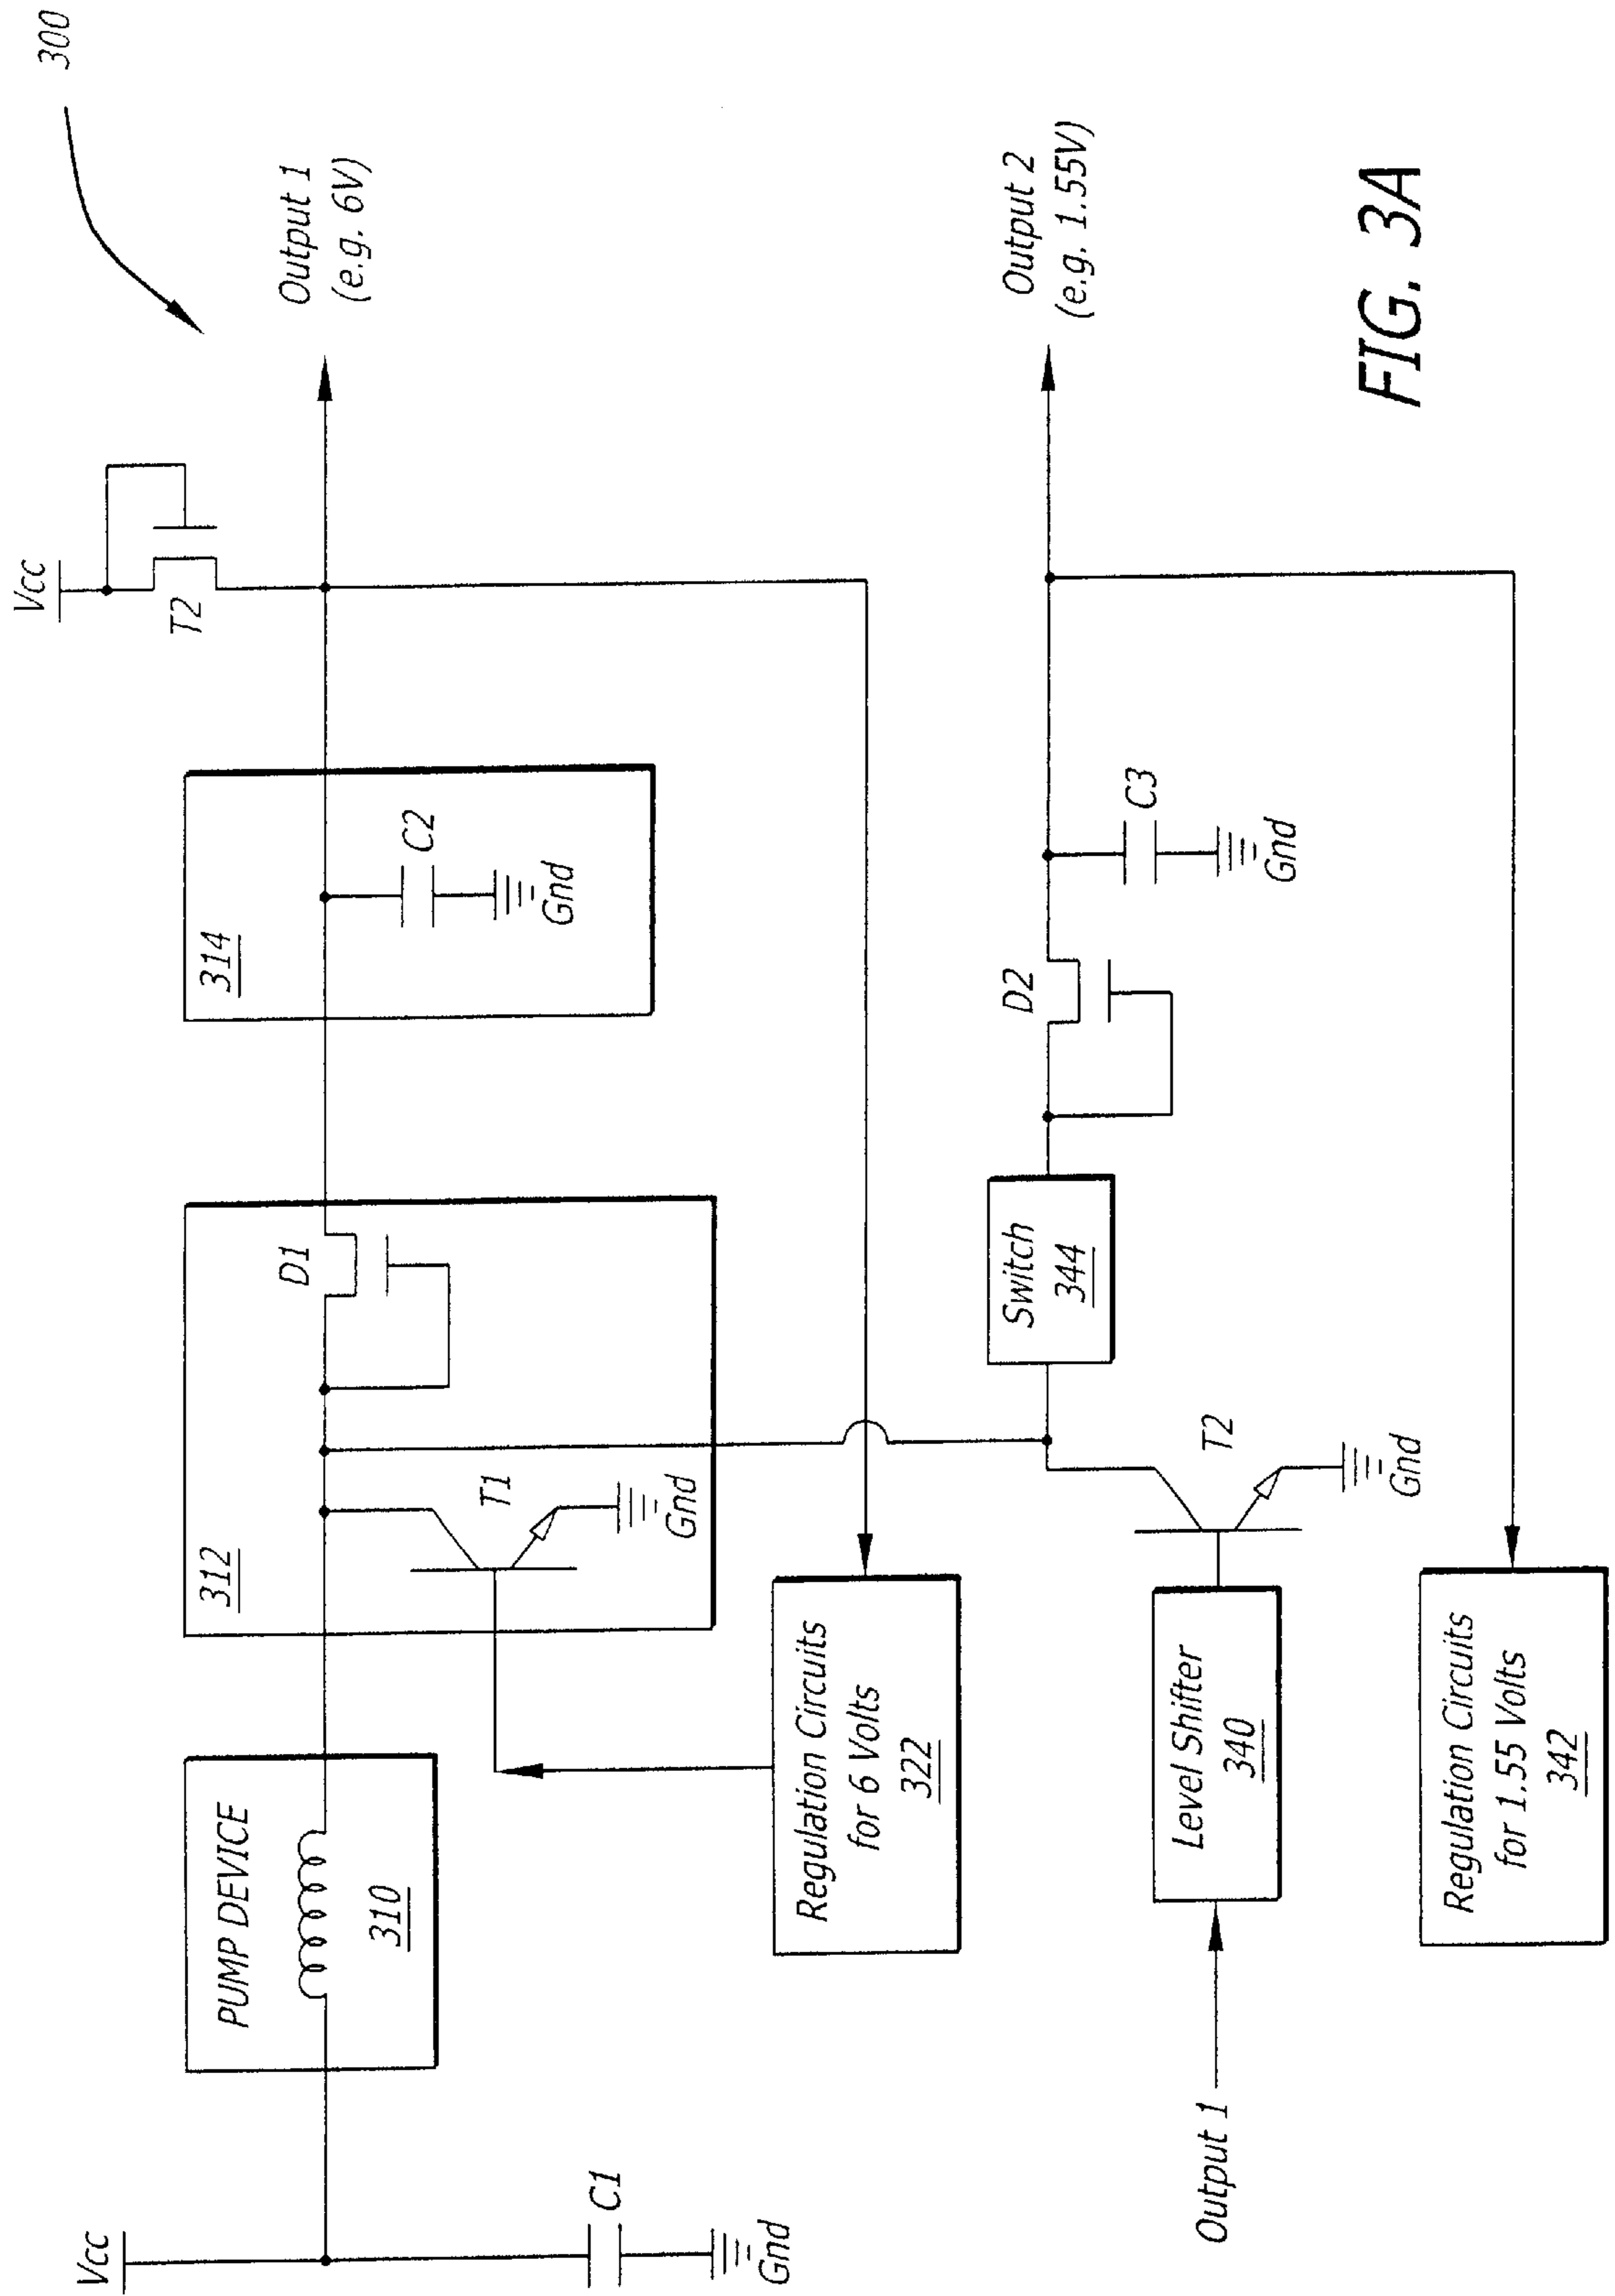 300
Vcc
T2
Output 1
(e.g. 6V)
314
C2
Gnd
312
D1
T1
Gnd
PUMP DEVICE
310
Vcc
C1
Gnd
Regulation Circuits
for 6 Volts
322
Output 2
(e.g. 1.55V)
C3
Gnd
D2
Switch
344
T2
Gnd
Level Shifter
340
Output 1
Regulation Circuits
for 1.55 Volts
342
FIG. 3A